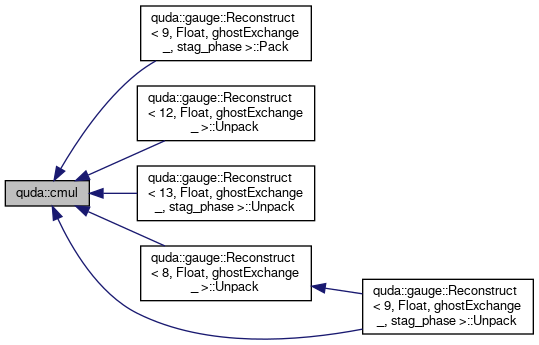 quda::gauge::Reconstruct
< 9, Float, ghostExchange
_, stag_phase >::Pack
quda::gauge::Reconstruct
< 12, Float, ghostExchange
_ >::Unpack
quda::cmul
quda::gauge::Reconstruct
< 13, Float, ghostExchange
_, stag_phase >::Unpack
quda::gauge::Reconstruct
< 8, Float, ghostExchange
_ >::Unpack
quda::gauge::Reconstruct
< 9, Float, ghostExchange
_, stag_phase >::Unpack